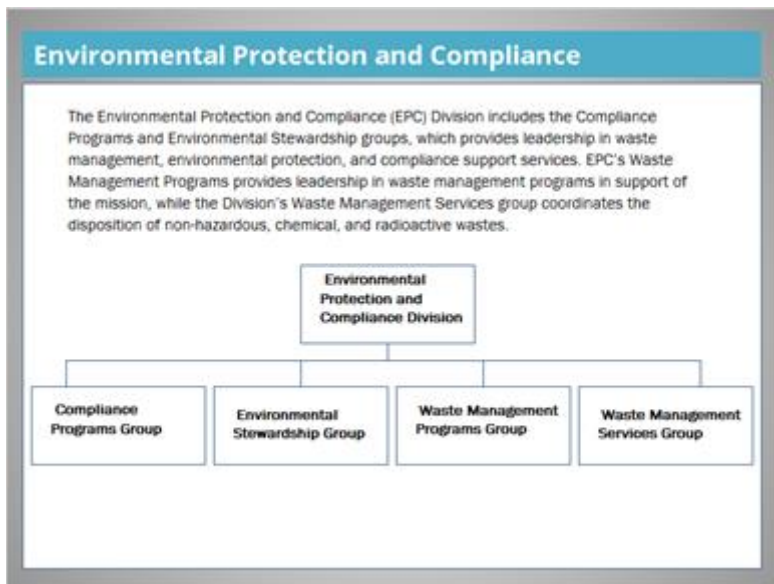 Environmental Protection and Compliance
The Environmental Protection and Compliance (EPC) Division includes the Compliance
Programs and Environmental Stewardship groups, which provides leadership in waste
management, environmental protection, and compliance support services. EPC's Waste
Management Programs provides leadership in waste management programs in support of
the mission, while the Division's Waste Management Services group coordinates the
disposition of non-hazardous, chemical, and radioactive wastes.
Environmental
Protection and
Compliance Division
Compliance
Programs Group
Environmental
Stewardship Group
Waste Management
Programs Group
Waste Management
Services Group